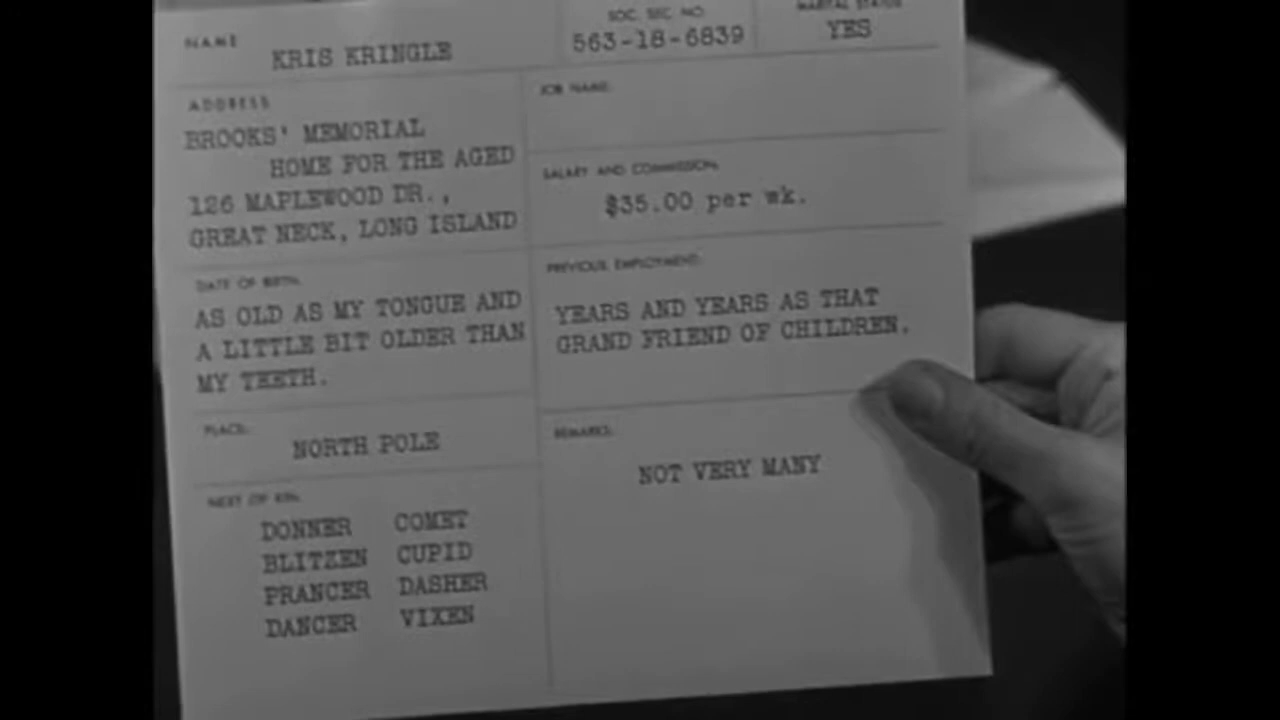 NAME
KRIS KRINGLE
SOC. SEC. NO.
563-18-6839
MARITAL STATUS
YES
ADDRESS
BROOKS' MEMORIAL
HOME FOR THE AGED
126 MAPLEWOOD DR.,
GREAT NECK, LONG ISLAND
JOB NAME:
SALARY AND COMMISSION:
$35.00 per wk.
DATE OF BIRTH:
AS OLD AS MY TONGUE AND
A LITTLE BIT OLDER THAN
MY TEETH.
PREVIOUS EMPLOYMENT:
YEARS AND YEARS AS THAT
GRAND FRIEND OF CHILDREN.
PLACE:
NORTH POLE
REMARKS:
NOT VERY MANY
NEXT OF KIN:
DONNER COMET
BLITZEN CUPID
PRANCER DASHER
DANCER VIXEN